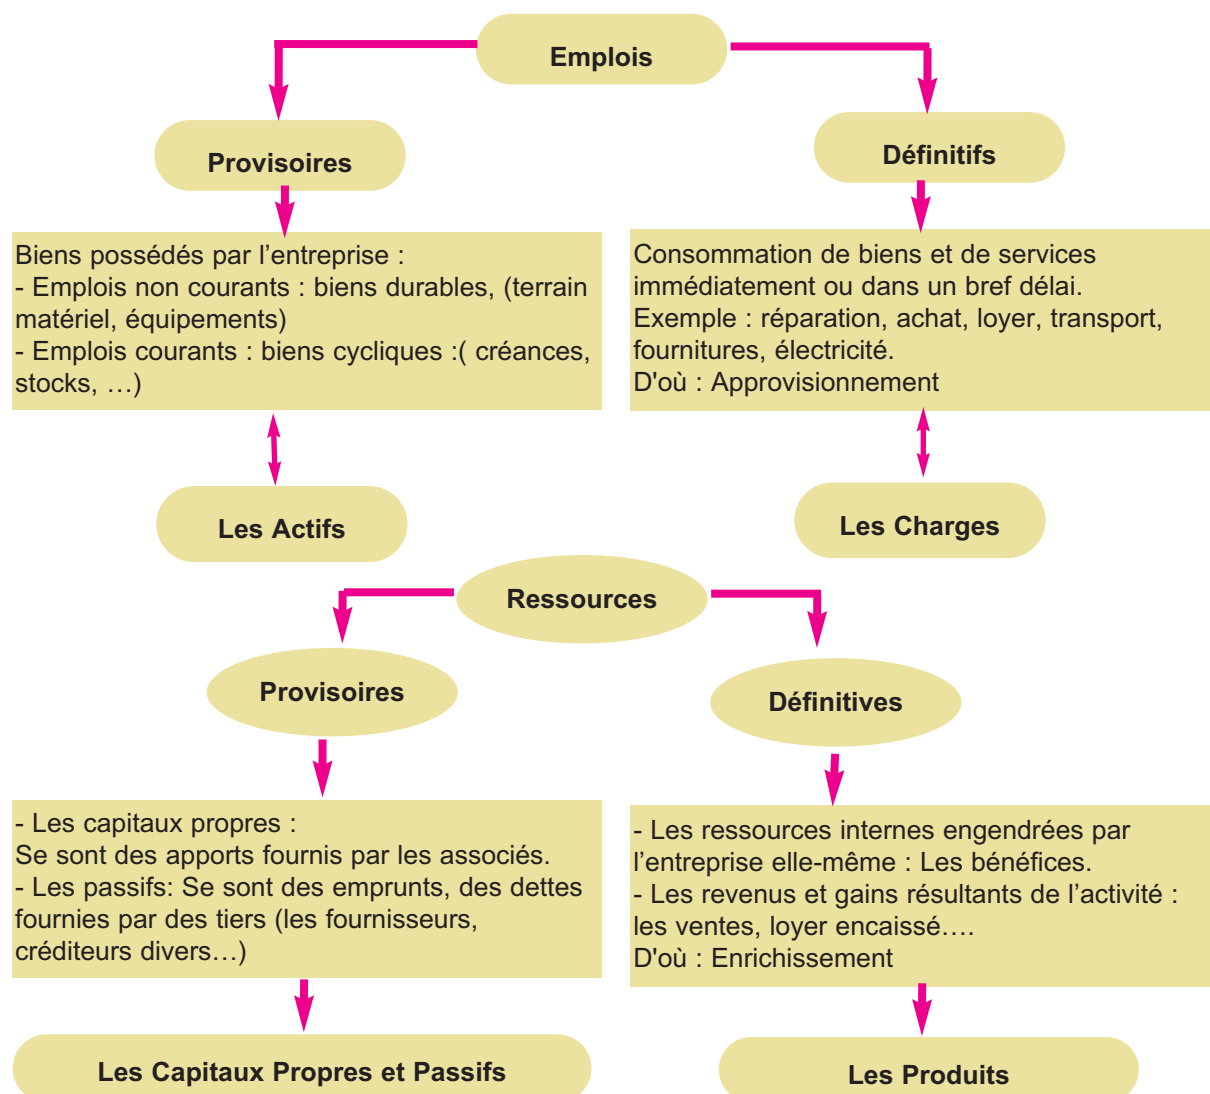 Emplois
Provisoires
Définitifs
Biens possédés par l’entreprise :
- Emplois non courants : biens durables, (terrain
matériel, équipements)
- Emplois courants : biens cycliques :( créances,
stocks, …)
Consommation de biens et de services
immédiatement ou dans un bref délai.
Exemple : réparation, achat, loyer, transport,
fournitures, électricité.
D'où : Approvisionnement
Les Actifs
Les Charges
Ressources
Provisoires
Définitives
- Les capitaux propres :
Se sont des apports fournis par les associés.
- Les passifs: Se sont des emprunts, des dettes
fournies par des tiers (les fournisseurs,
créditeurs divers…)
- Les ressources internes engendrées par
l’entreprise elle-même : Les bénéfices.
- Les revenus et gains résultants de l’activité :
les ventes, loyer encaissé….
D'où : Enrichissement
Les Capitaux Propres et Passifs
Les Produits